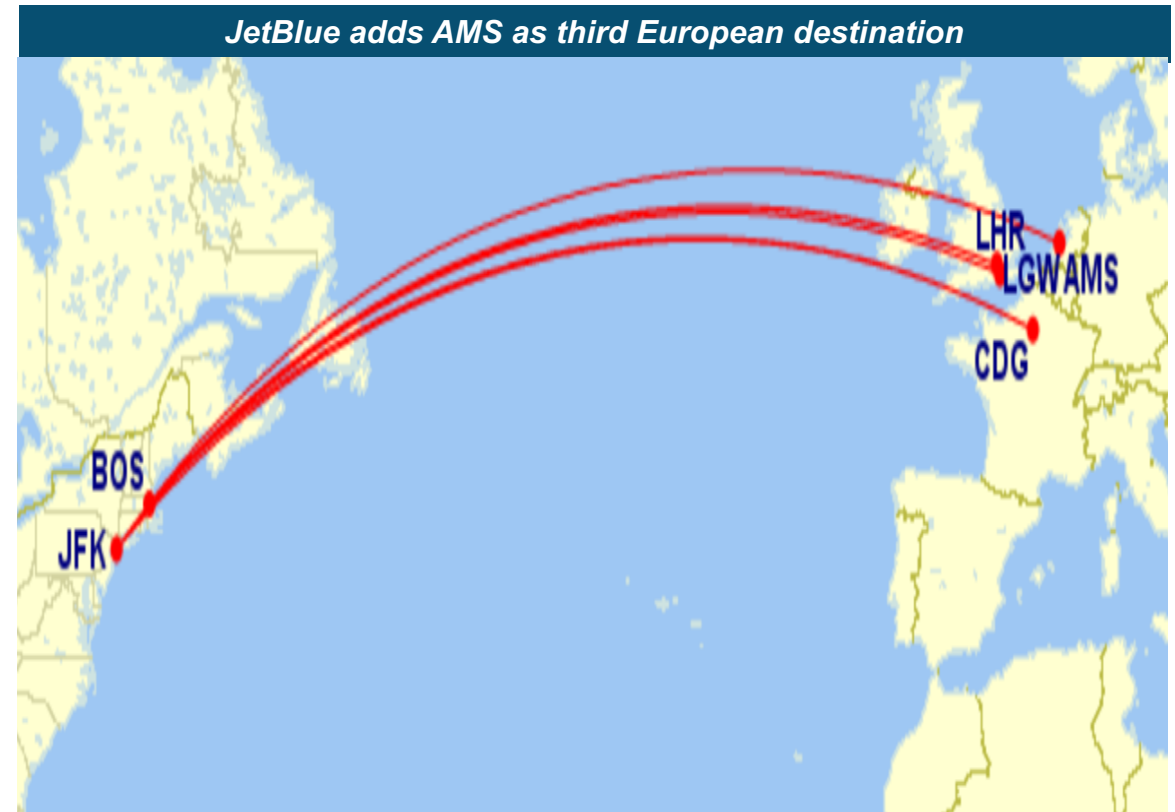 JetBlue adds AMS as third European destination
LHR
LGW AMS
CDG
BOS
JFK